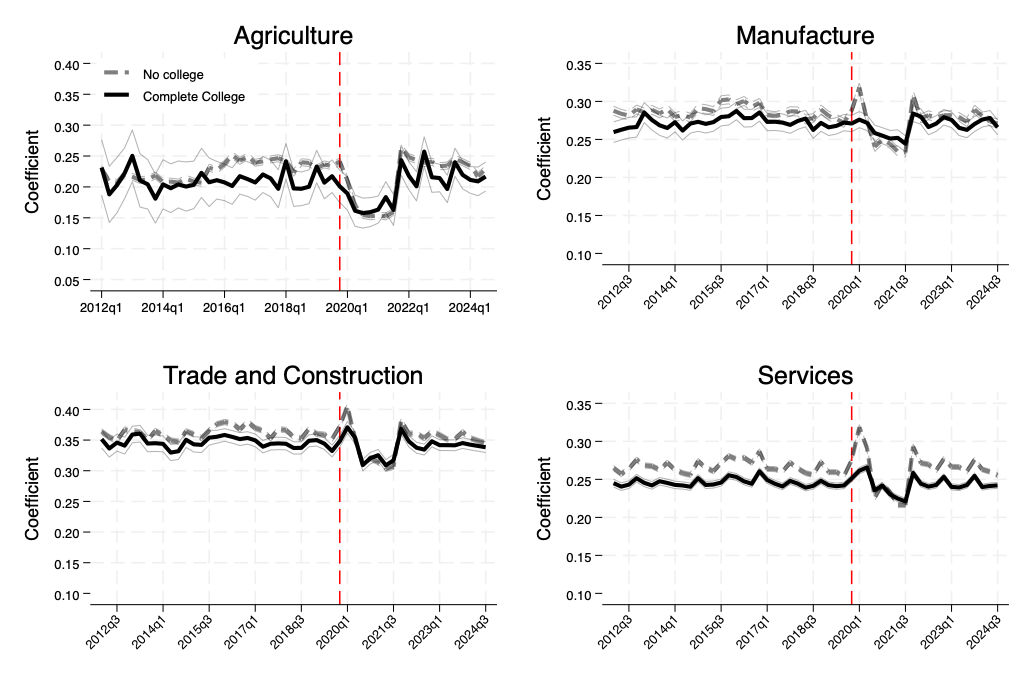 Agriculture
Coefficient
0.40
0.35
0.30
0.25
0.20
0.15
0.10
0.05
No college
Complete College
2012q1 2014q1 2016q1 2018q1 2020q1 2022q1 2024q1
Manufacture
Coefficient
0.35
0.30
0.25
0.20
0.15
0.10
2012q3 2014q1 2015q3 2017q1 2018q3 2020q1 2021q3 2023q1 2024q3
Trade and Construction
Coefficient
0.40
0.35
0.30
0.25
0.20
0.15
0.10
2012q3 2014q1 2015q3 2017q1 2018q3 2020q1 2021q3 2023q1 2024q3
Services
Coefficient
0.35
0.30
0.25
0.20
0.15
0.10
2012q3 2014q1 2015q3 2017q1 2018q3 2020q1 2021q3 2023q1 2024q3